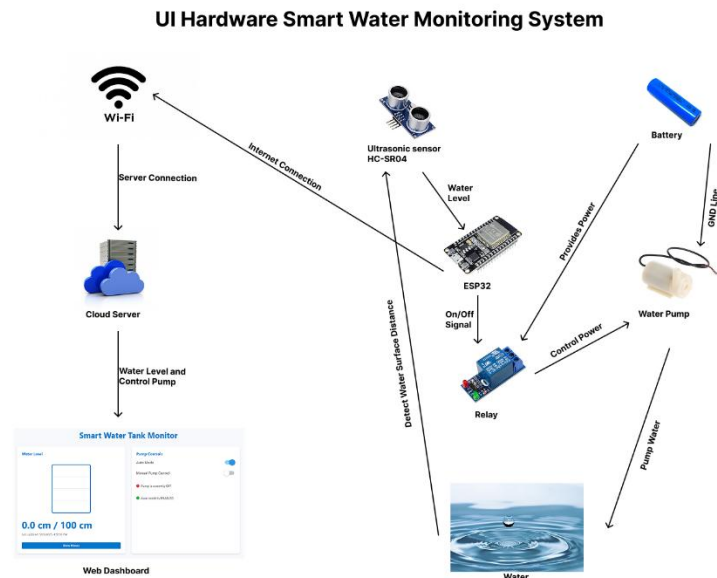 UI Hardware Smart Water Monitoring System
Wi-Fi
Ultrasonic sensor
HC-SR04
Battery
Server Connection
Internet Connection
Water
Level
Provides Power
GND Line
ESP32
Cloud Server
On/Off
Signal
Water Pump
Control Power
Detect Water Surface Distance
Relay
Water Level and
Control Pump
Pump Water
Smart Water Tank Monitor
Water Level
Pump Controls
0.0 cm / 100 cm
Web Dashboard
Water